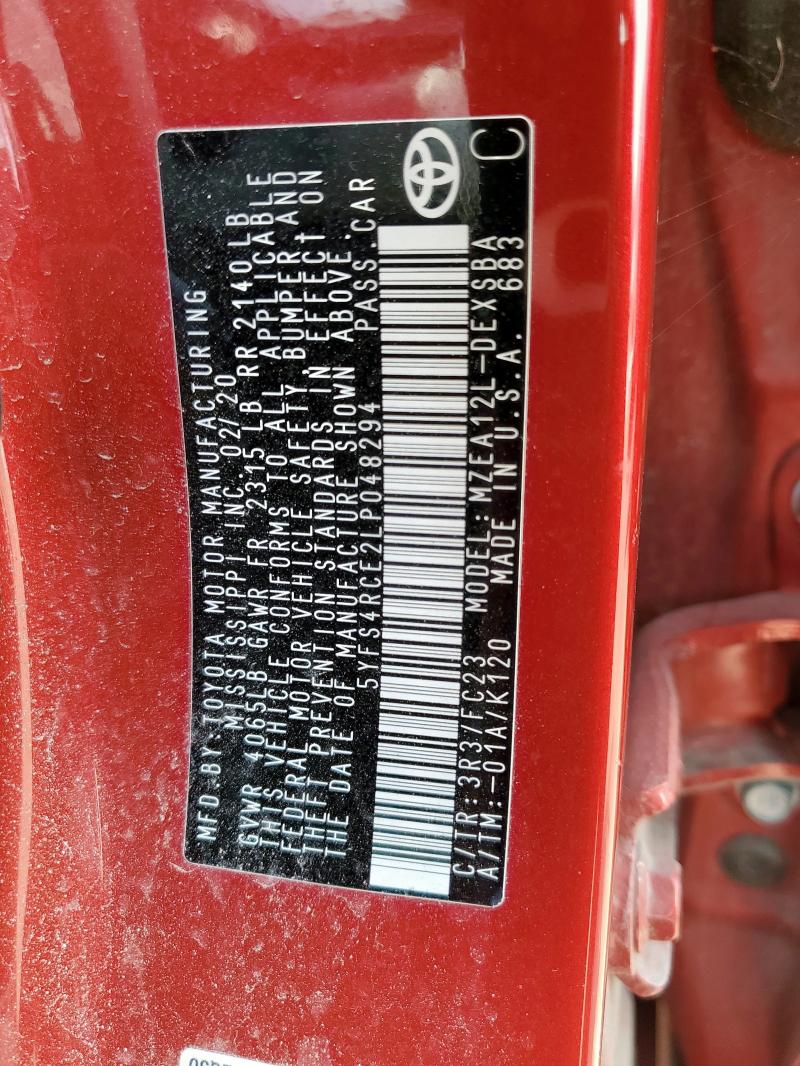 MFD.BY:TOYOTA MOTOR MANUFACTURING
MISSISSIPPI INC. 02/20
GVWR 4065LB GAWR FR 2315 LB RR 2140LB
THIS VEHICLE CONFORMS TO ALL APPLICABLE
FEDERAL MOTOR VEHICLE SAFETY, BUMPER AND
THEFT PREVENTION STANDARDS IN EFFECT ON
THE DATE OF MANUFACTURE SHOWN ABOVE.
5YFS4RCE2LP048294 PASS.CAR
C/TR:3R3/FC23 MODEL:MZEA12L-DEXSBA
A/TM:-01A/K120 MADE IN U.S.A. 683
C